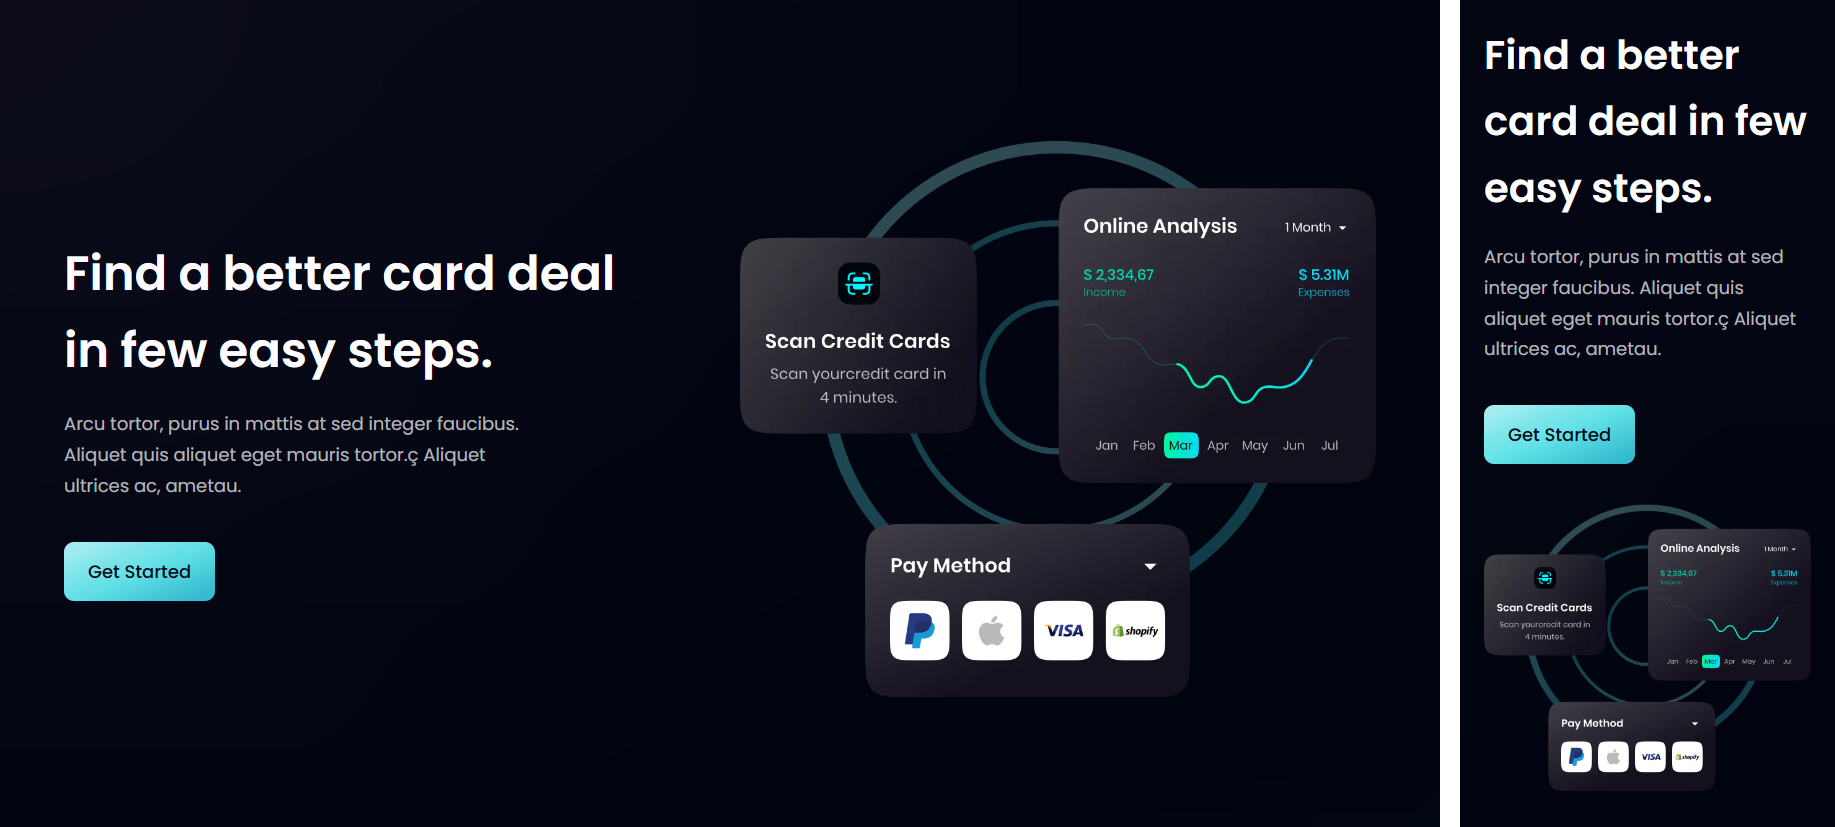 Find a better card deal
in few easy steps.
Arcu tortor, purus in mattis at sed integer faucibus.
Aliquet quis aliquet eget mauris tortor.ç Aliquet
ultrices ac, ametau.
Get Started
Scan Credit Cards
Scan yourcredit card in
4 minutes.
Online Analysis
1 Month
$ 2,334,67
$ 5.31M
Income
Expenses
Jan Feb Mar Apr May Jun Jul
Pay Method
VISA
shopify
Find a better
card deal in few
easy steps.
Arcu tortor, purus in mattis at sed
integer faucibus. Aliquet quis
aliquet eget mauris tortor.ç Aliquet
ultrices ac, ametau.
Get Started
Scan Credit Cards
Scan yourcredit card in
4 minutes.
Online Analysis
1 Month
$ 2,334,67
$ 5.31M
Income
Expenses
Jan Feb Mar Apr May Jun Jul
Pay Method
VISA
shopify